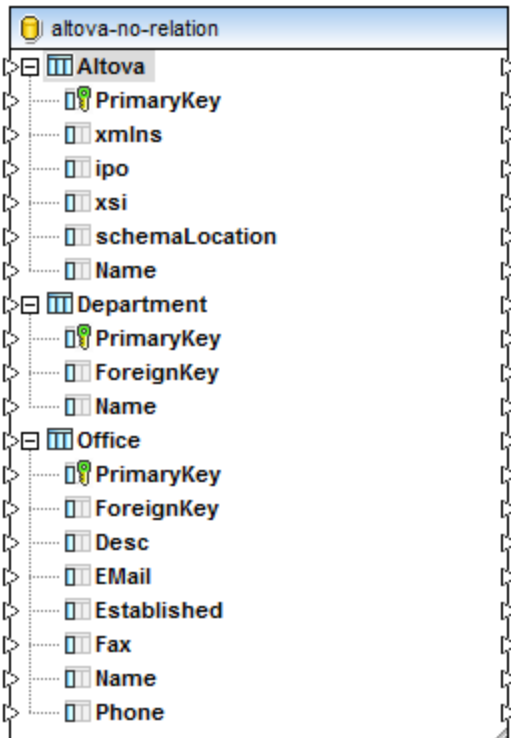 altova-no-relation
Altova
PrimaryKey
xmlns
ipo
xsi
schemaLocation
Name
Department
PrimaryKey
ForeignKey
Name
Office
PrimaryKey
ForeignKey
Desc
EMail
Established
Fax
Name
Phone